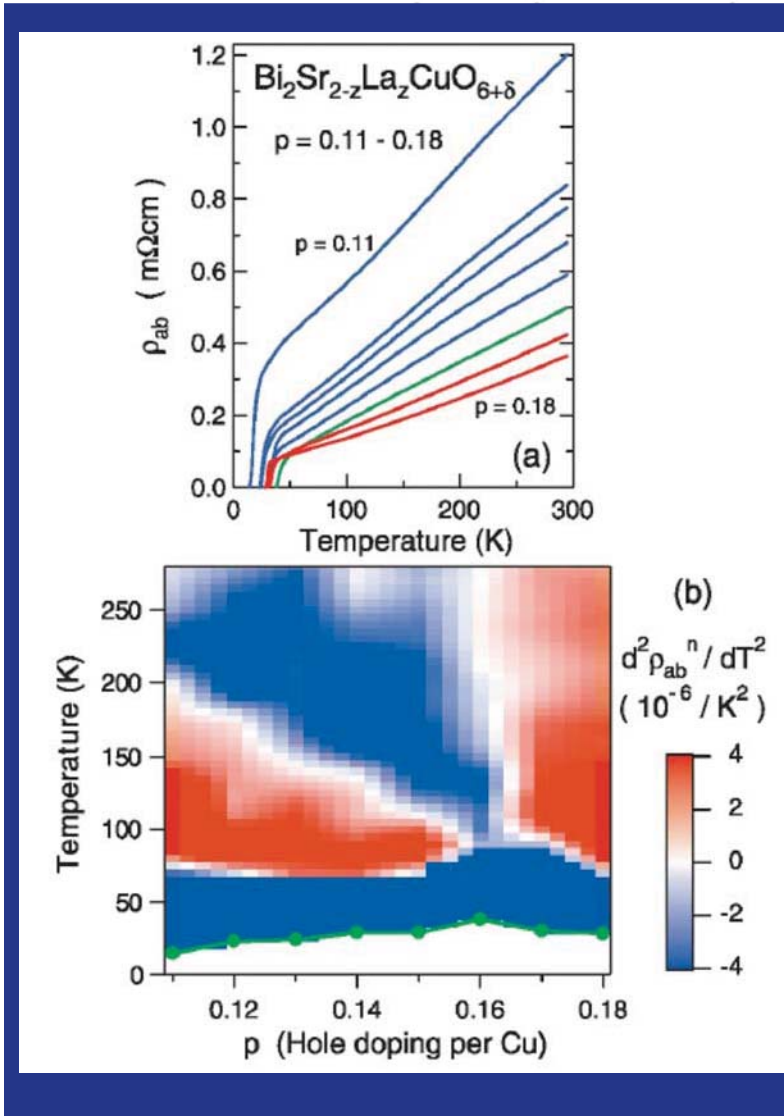 1.2
Bi₂Sr₂₋zLazCuO₆₊δ
1.0
p = 0.11 - 0.18
0.8
p = 0.11
ρab ( mΩcm)
0.6
0.4
p = 0.18
0.2
(a)
0.0
0 100 200 300
Temperature (K)
250
(b)
d²ρabⁿ / dT²
200
( 10⁻⁶ / K² )
Temperature (K)
150
4
2
100
0
50
-2
0
-4
0.12 0.14 0.16 0.18
p (Hole doping per Cu)